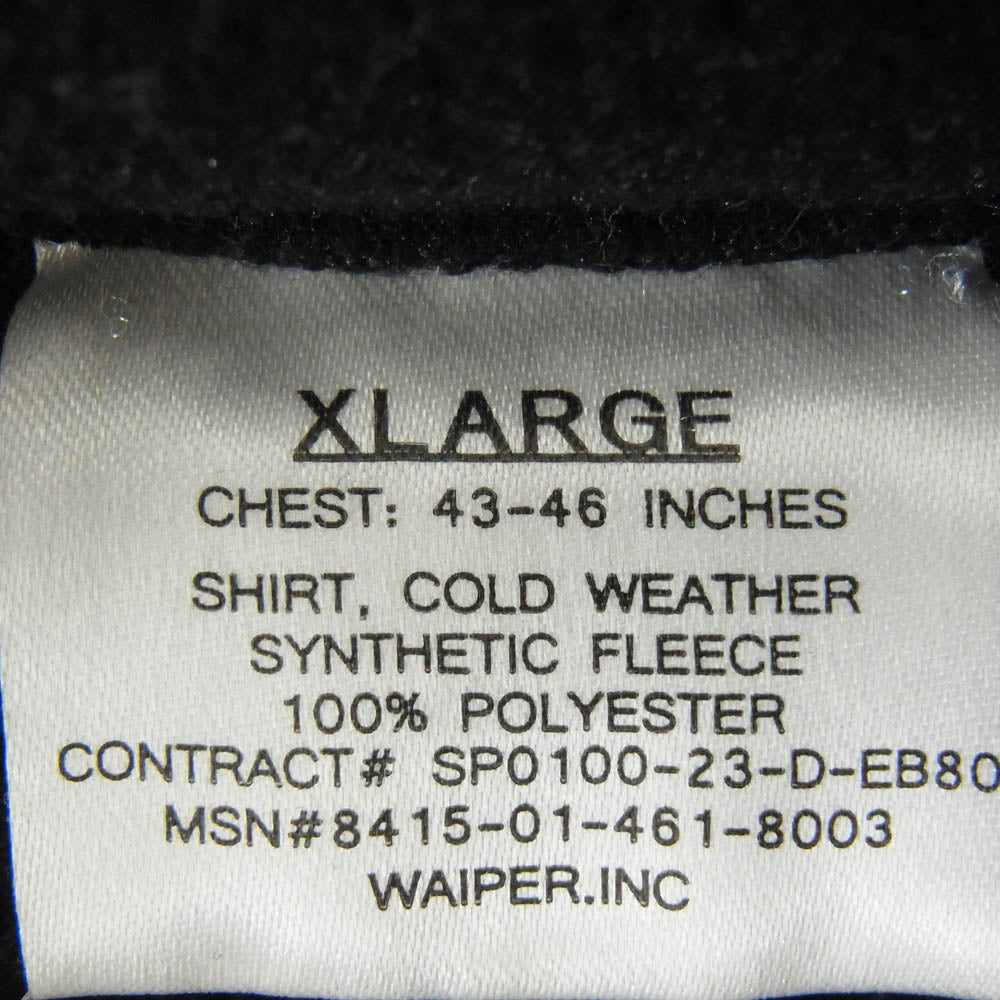 XLARGE
CHEST: 43-46 INCHES
SHIRT, COLD WEATHER
SYNTHETIC FLEECE
100% POLYESTER
CONTRACT# SP0100-23-D-EB80
MSN#8415-01-461-8003
WAIPER.INC